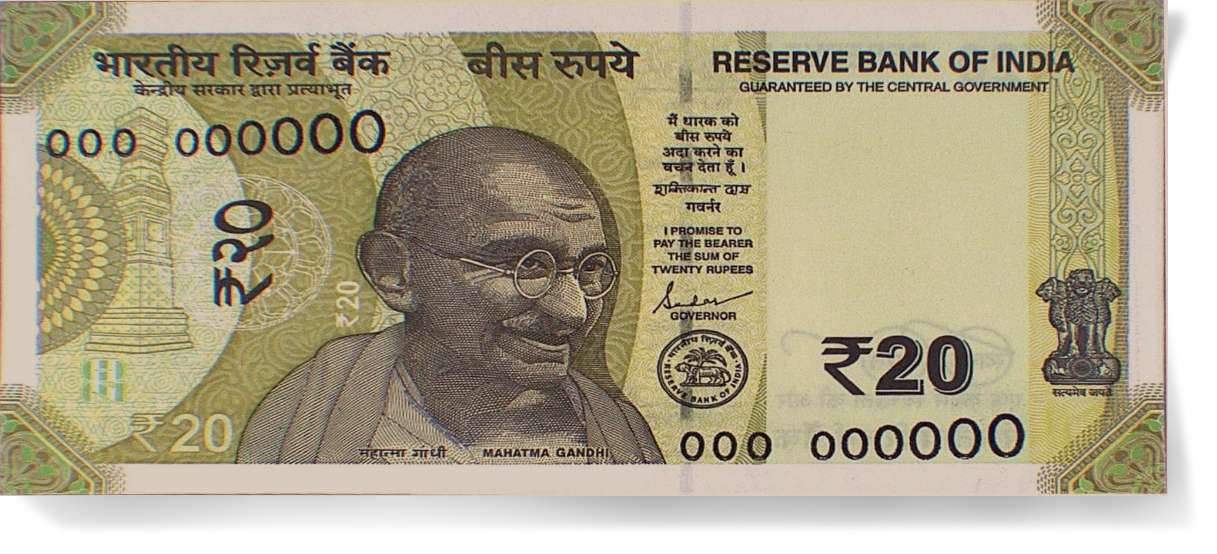 भारतीय रिज़र्व बैंक
केन्द्रीय सरकार द्वारा प्रत्याभूत
000 000000
बीस रुपये
RESERVE BANK OF INDIA
GUARANTEED BY THE CENTRAL GOVERNMENT
मैं धारक को
बीस रुपये
अदा करने का
वचन देता हूँ।
शक्तिकान्त दास
गवर्नर
I PROMISE TO
PAY THE BEARER
THE SUM OF
TWENTY RUPEES
GOVERNOR
भारतीय रिज़र्व बैंक
RESERVE BANK OF INDIA
₹२०
₹20
₹20
₹20
सत्यमेव जयते
महात्मा गांधी
MAHATMA GANDHI
000 000000